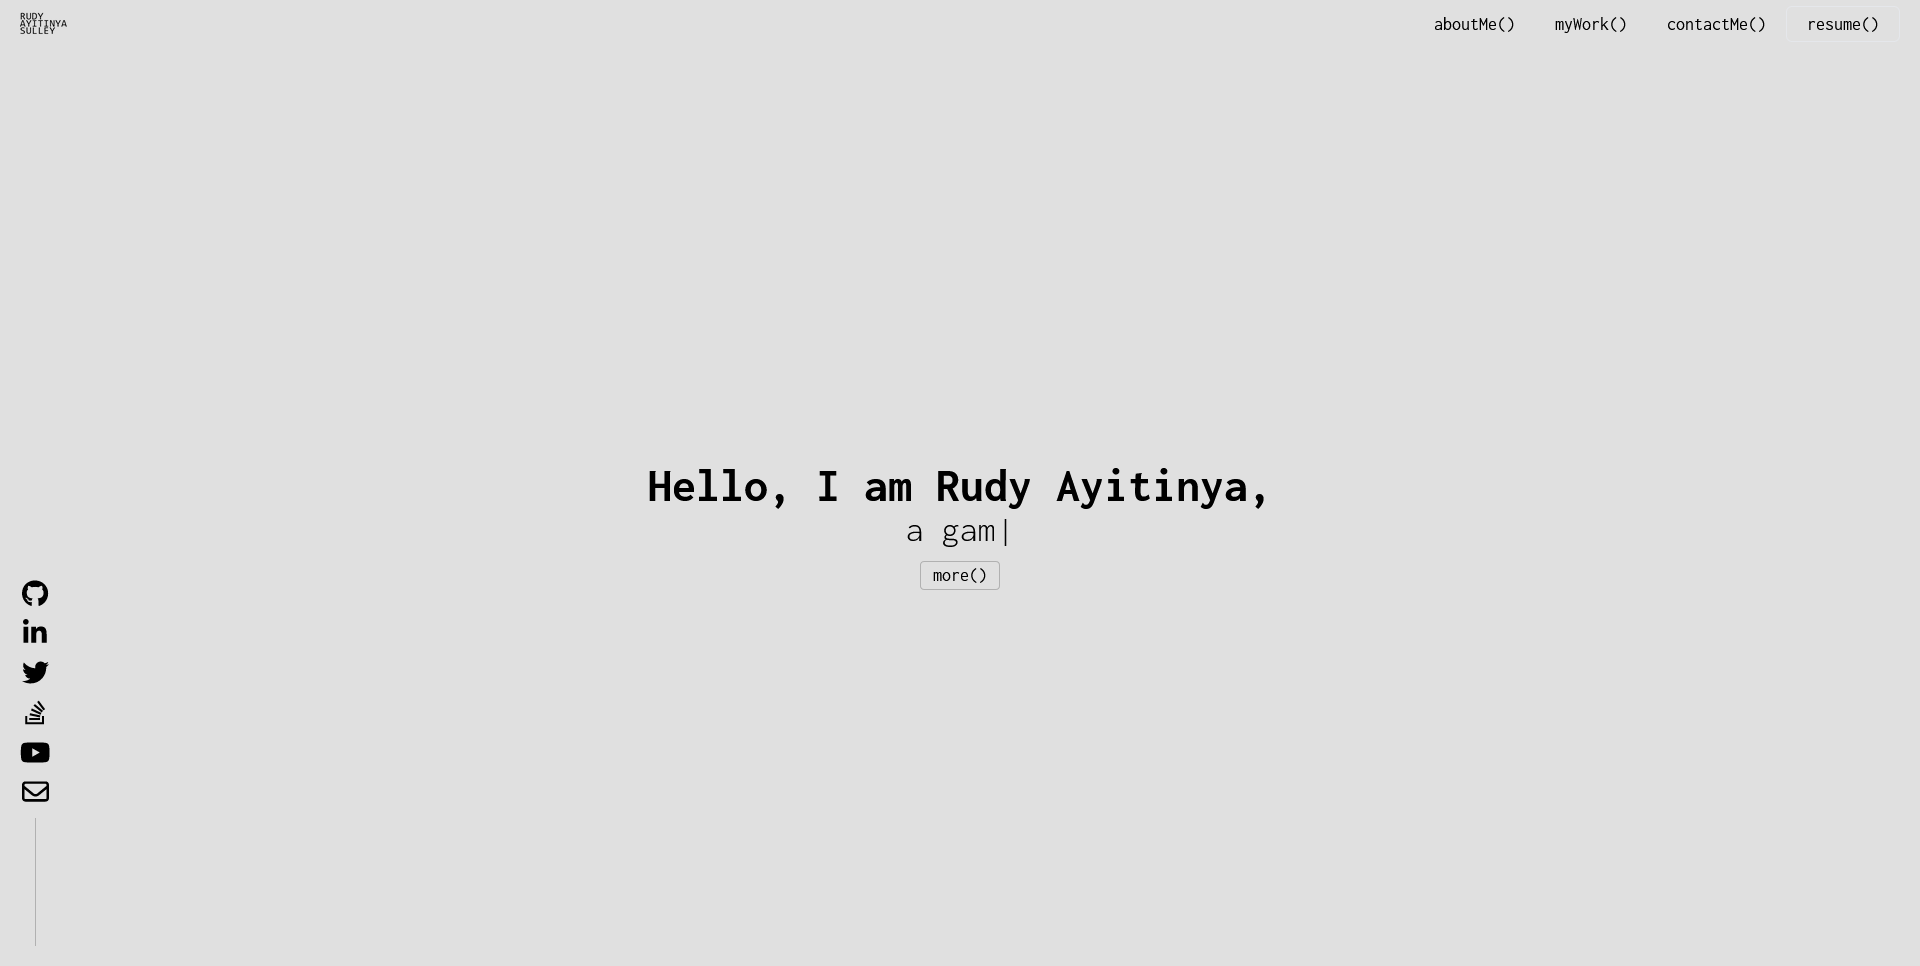 RUDY
AYITINYA
SULLEY
aboutMe()
myWork()
contactMe()
resume()
Hello, I am Rudy Ayitinya,
a gam|
more()